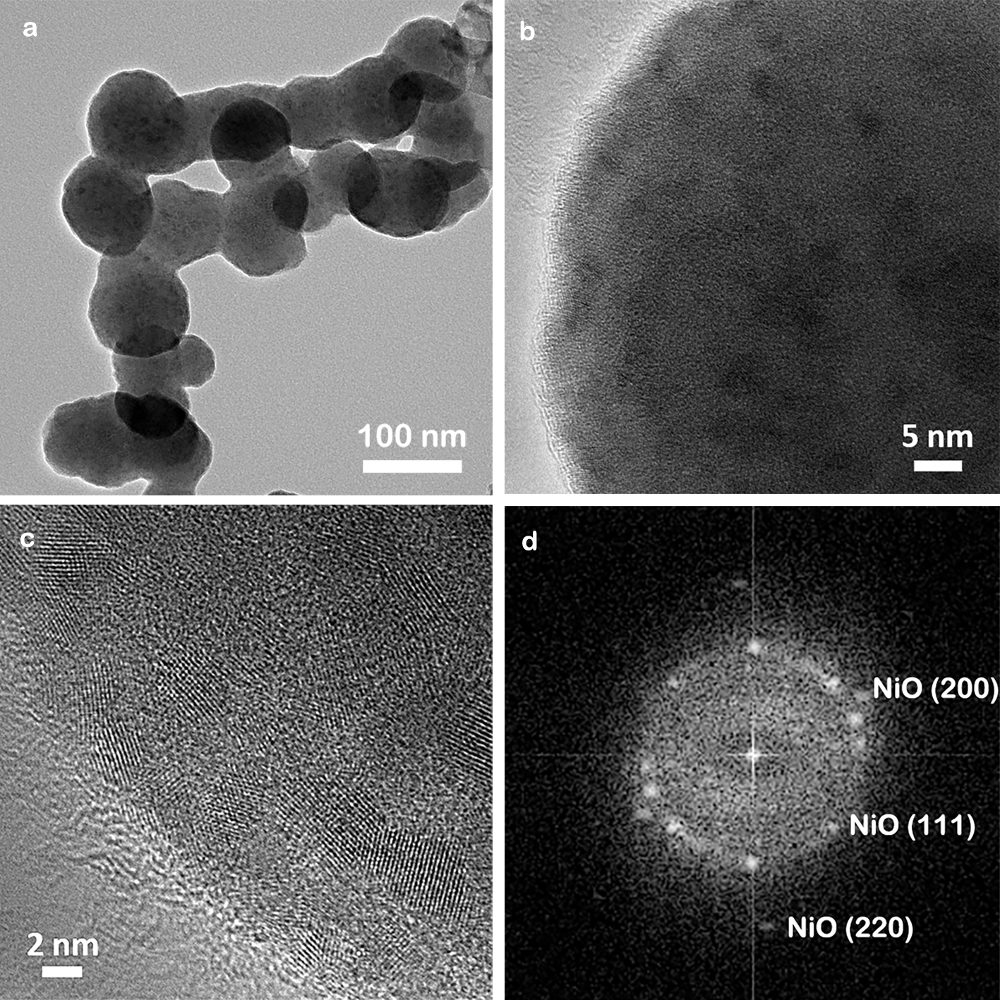 a
100 nm
b
5 nm
c
2 nm
d
NiO (200)
NiO (111)
NiO (220)